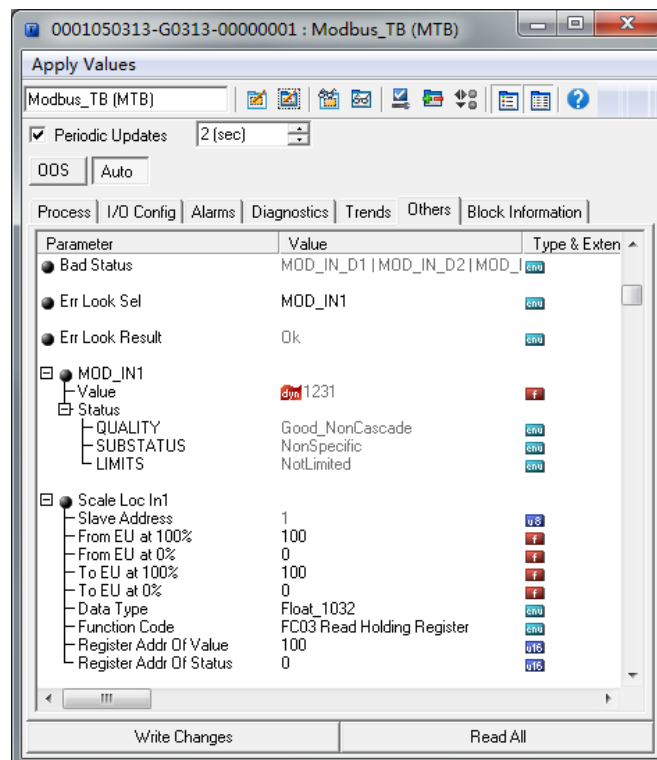 0001050313-G0313-00000001 : Modbus_TB (MTB)
Apply Values
Modbus_TB (MTB)
Periodic Updates 2 (sec)
OOS Auto
Process I/O Config Alarms Diagnostics Trends Others Block Information
Parameter Value Type & Exten
Bad Status MOD_IN_D1 | MOD_IN_D2 | MOD_I enu
Err Look Sel MOD_IN1 enu
Err Look Result Ok enu
MOD_IN1
Value dyn 1231 f
Status
QUALITY Good_NonCascade enu
SUBSTATUS NonSpecific enu
LIMITS NotLimited enu
Scale Loc In1
Slave Address 1 u8
From EU at 100% 100 f
From EU at 0% 0 f
To EU at 100% 100 f
To EU at 0% 0 f
Data Type Float_1032 enu
Function Code FC03 Read Holding Register enu
Register Addr Of Value 100 u16
Register Addr Of Status 0 u16
Write Changes Read All